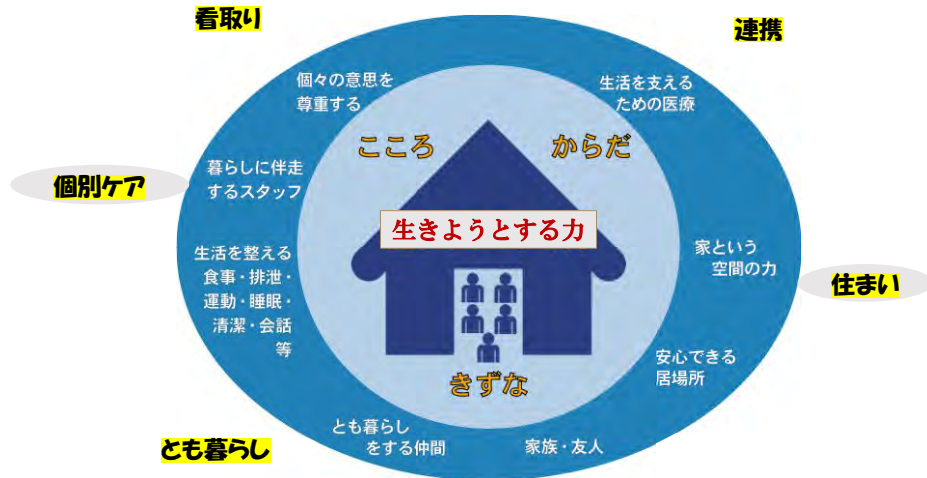 看取り
連携
個々の意思を
尊重する
生活を支える
ための医療
こころ
からだ
暮らしに伴走
するスタッフ
個別ケア
生きようとする力
生活を整える
食事・排泄・
運動・睡眠・
清潔・会話
等
家という
空間の力
住まい
安心できる
居場所
きずな
とも暮らし
とも暮らし
をする仲間
家族・友人